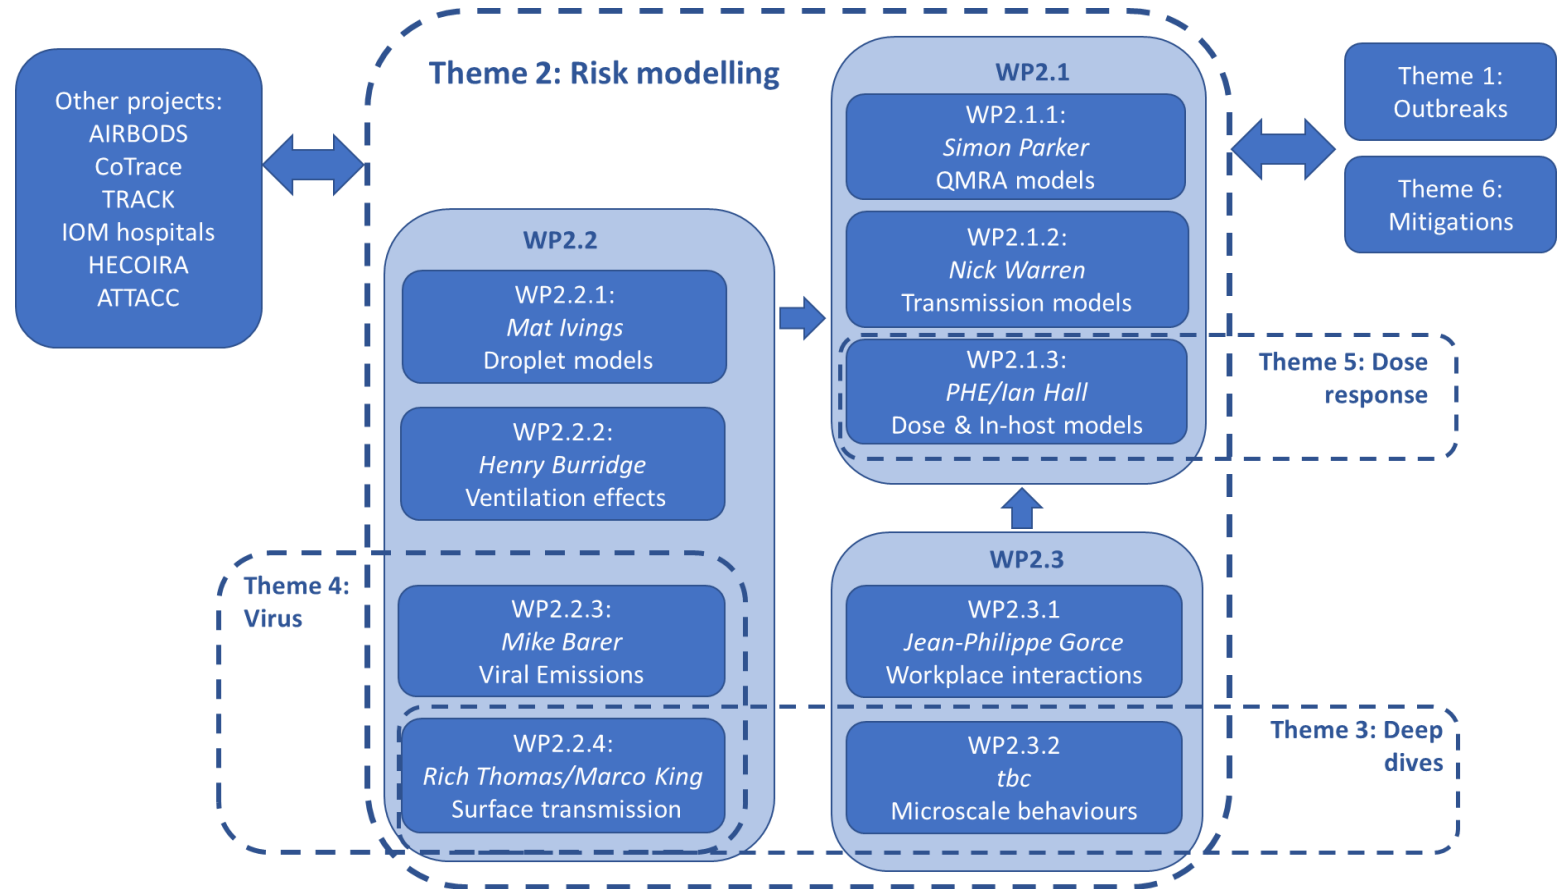 Other projects:
AIRBODS
CoTrace
TRACK
IOM hospitals
HECOIRA
ATTACC
Theme 2: Risk modelling
WP2.2
WP2.2.1:
Mat Ivings
Droplet models
WP2.2.2:
Henry Burridge
Ventilation effects
Theme 4:
Virus
WP2.2.3:
Mike Barer
Viral Emissions
WP2.2.4:
Rich Thomas/Marco King
Surface transmission
WP2.1
WP2.1.1:
Simon Parker
QMRA models
WP2.1.2:
Nick Warren
Transmission models
WP2.1.3:
PHE/Ian Hall
Dose & In-host models
Theme 5: Dose
response
WP2.3
WP2.3.1
Jean-Philippe Gorce
Workplace interactions
WP2.3.2
tbc
Microscale behaviours
Theme 3: Deep
dives
Theme 1:
Outbreaks
Theme 6:
Mitigations